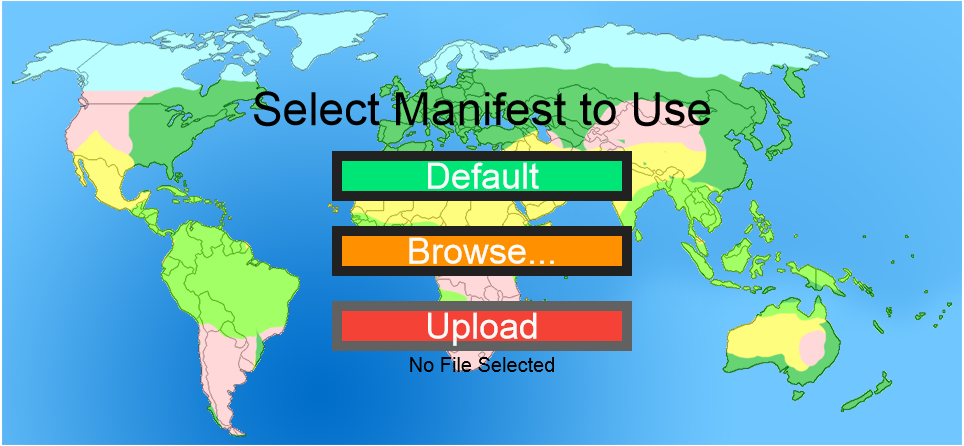 Select Manifest to Use
Default
Browse...
Upload
No File Selected